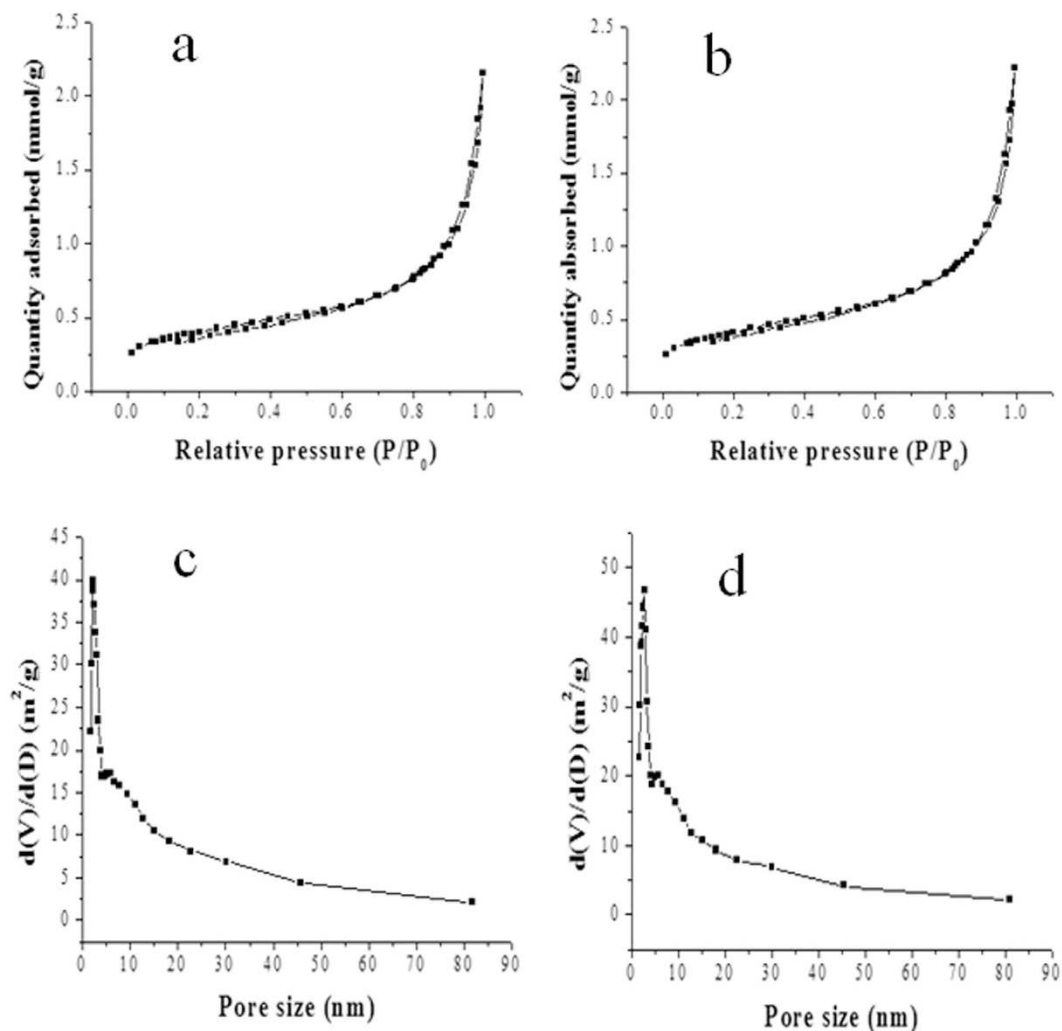 a
Quantity adsorbed (mmol/g)
2.5
2.0
1.5
1.0
0.5
0.0
0.0 0.2 0.4 0.6 0.8 1.0
Relative pressure (P/P₀)
b
Quantity absorbed (mmol/g)
2.5
2.0
1.5
1.0
0.5
0.0
0.0 0.2 0.4 0.6 0.8 1.0
Relative pressure (P/P₀)
c
d(V)/d(D) (m²/g)
45
40
35
30
25
20
15
10
5
0
0 10 20 30 40 50 60 70 80 90
Pore size (nm)
d
d(V)/d(D) (m²/g)
50
40
30
20
10
0
0 10 20 30 40 50 60 70 80 90
Pore size (nm)